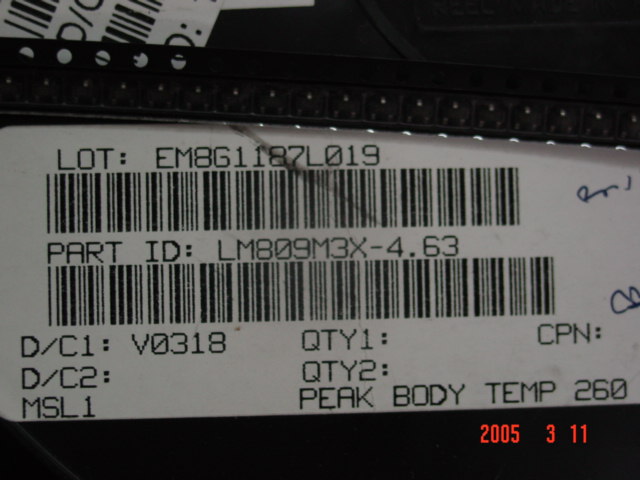 D/C
LOT: EM8G1187L019
PART ID: LM809M3X-4.63
D/C1: V0318 QTY1: CPN:
D/C2: QTY2:
MSL1 PEAK BODY TEMP 260
2005 3 11